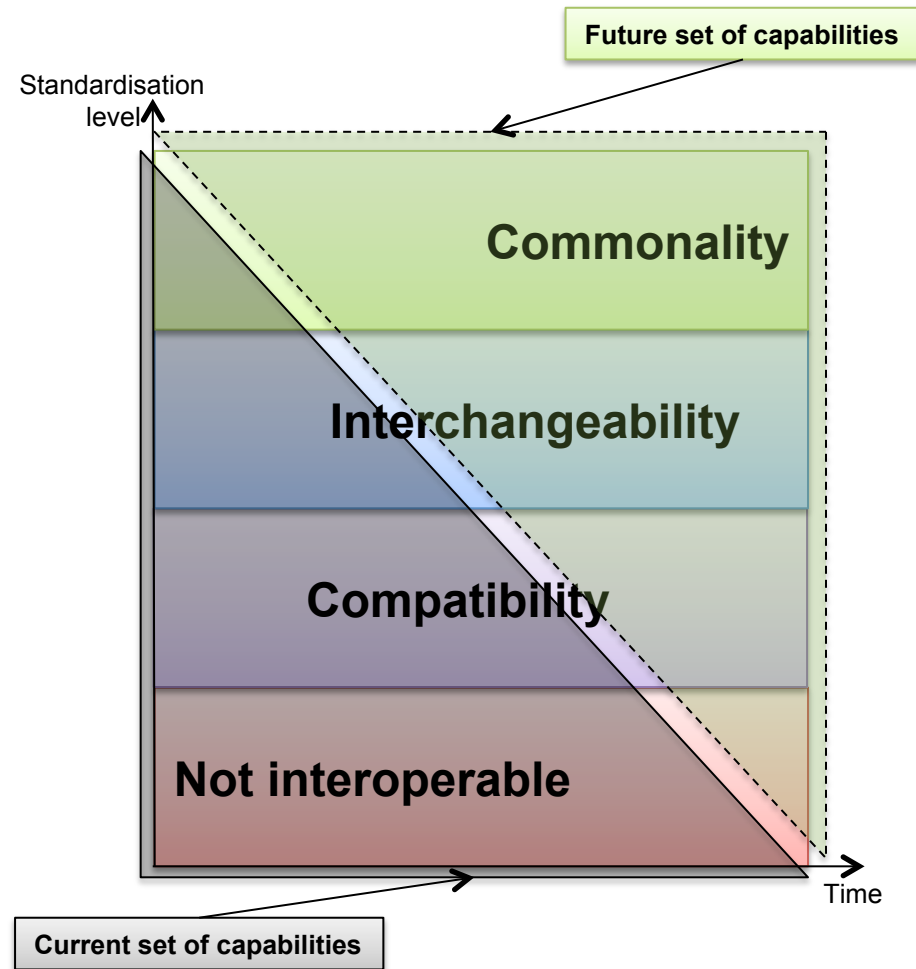 Future set of capabilities
Standardisation
level
Commonality
Interchangeability
Compatibility
Not interoperable
Time
Current set of capabilities